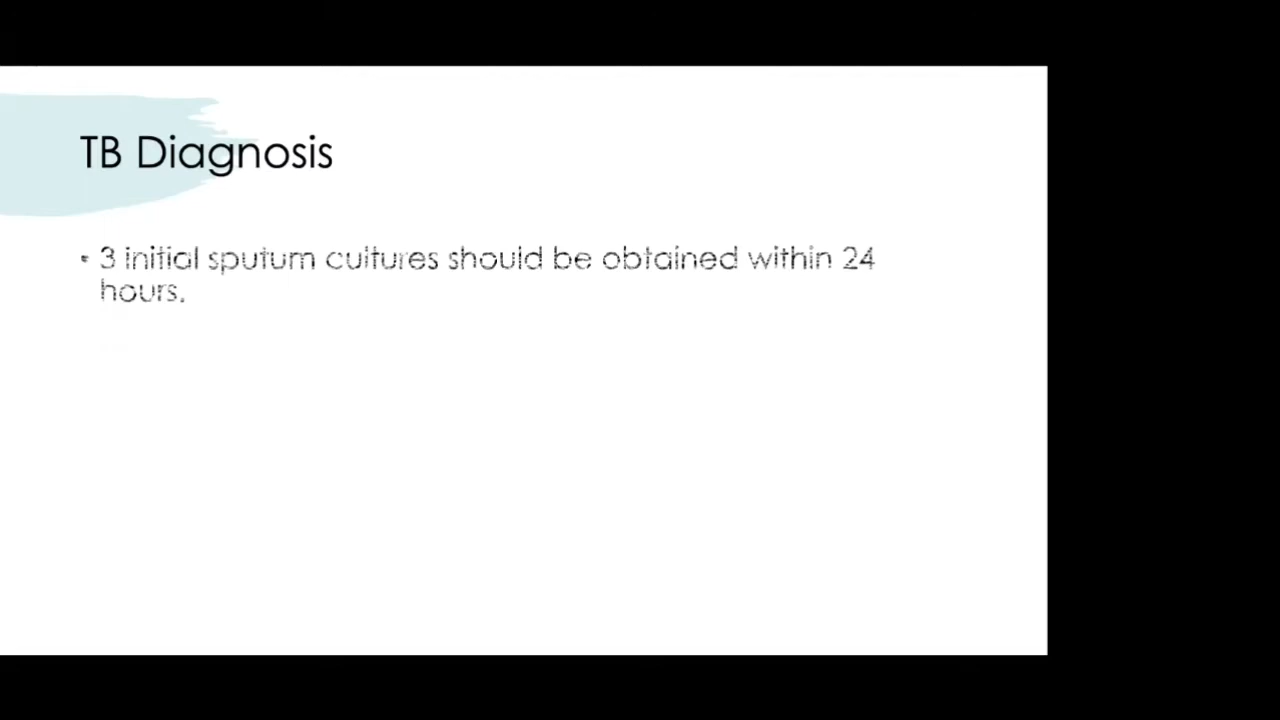 TB Diagnosis
• 3 initial sputum cultures should be obtained within 24
hours.